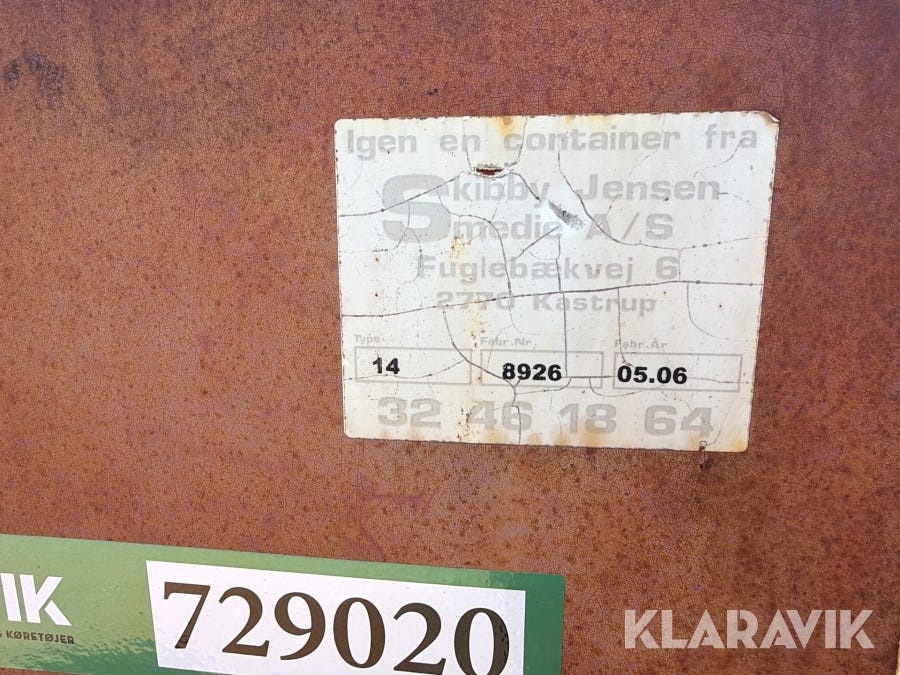 Igen en container fra
Skibby Jensen
Smedie A/S
Fuglebækvej 6
2770 Kastrup
Type Fabr.Nr. Fabr.År
14 8926 05.06
32 46 18 64
IK
KØRETØJER
729020
KLARAVIK